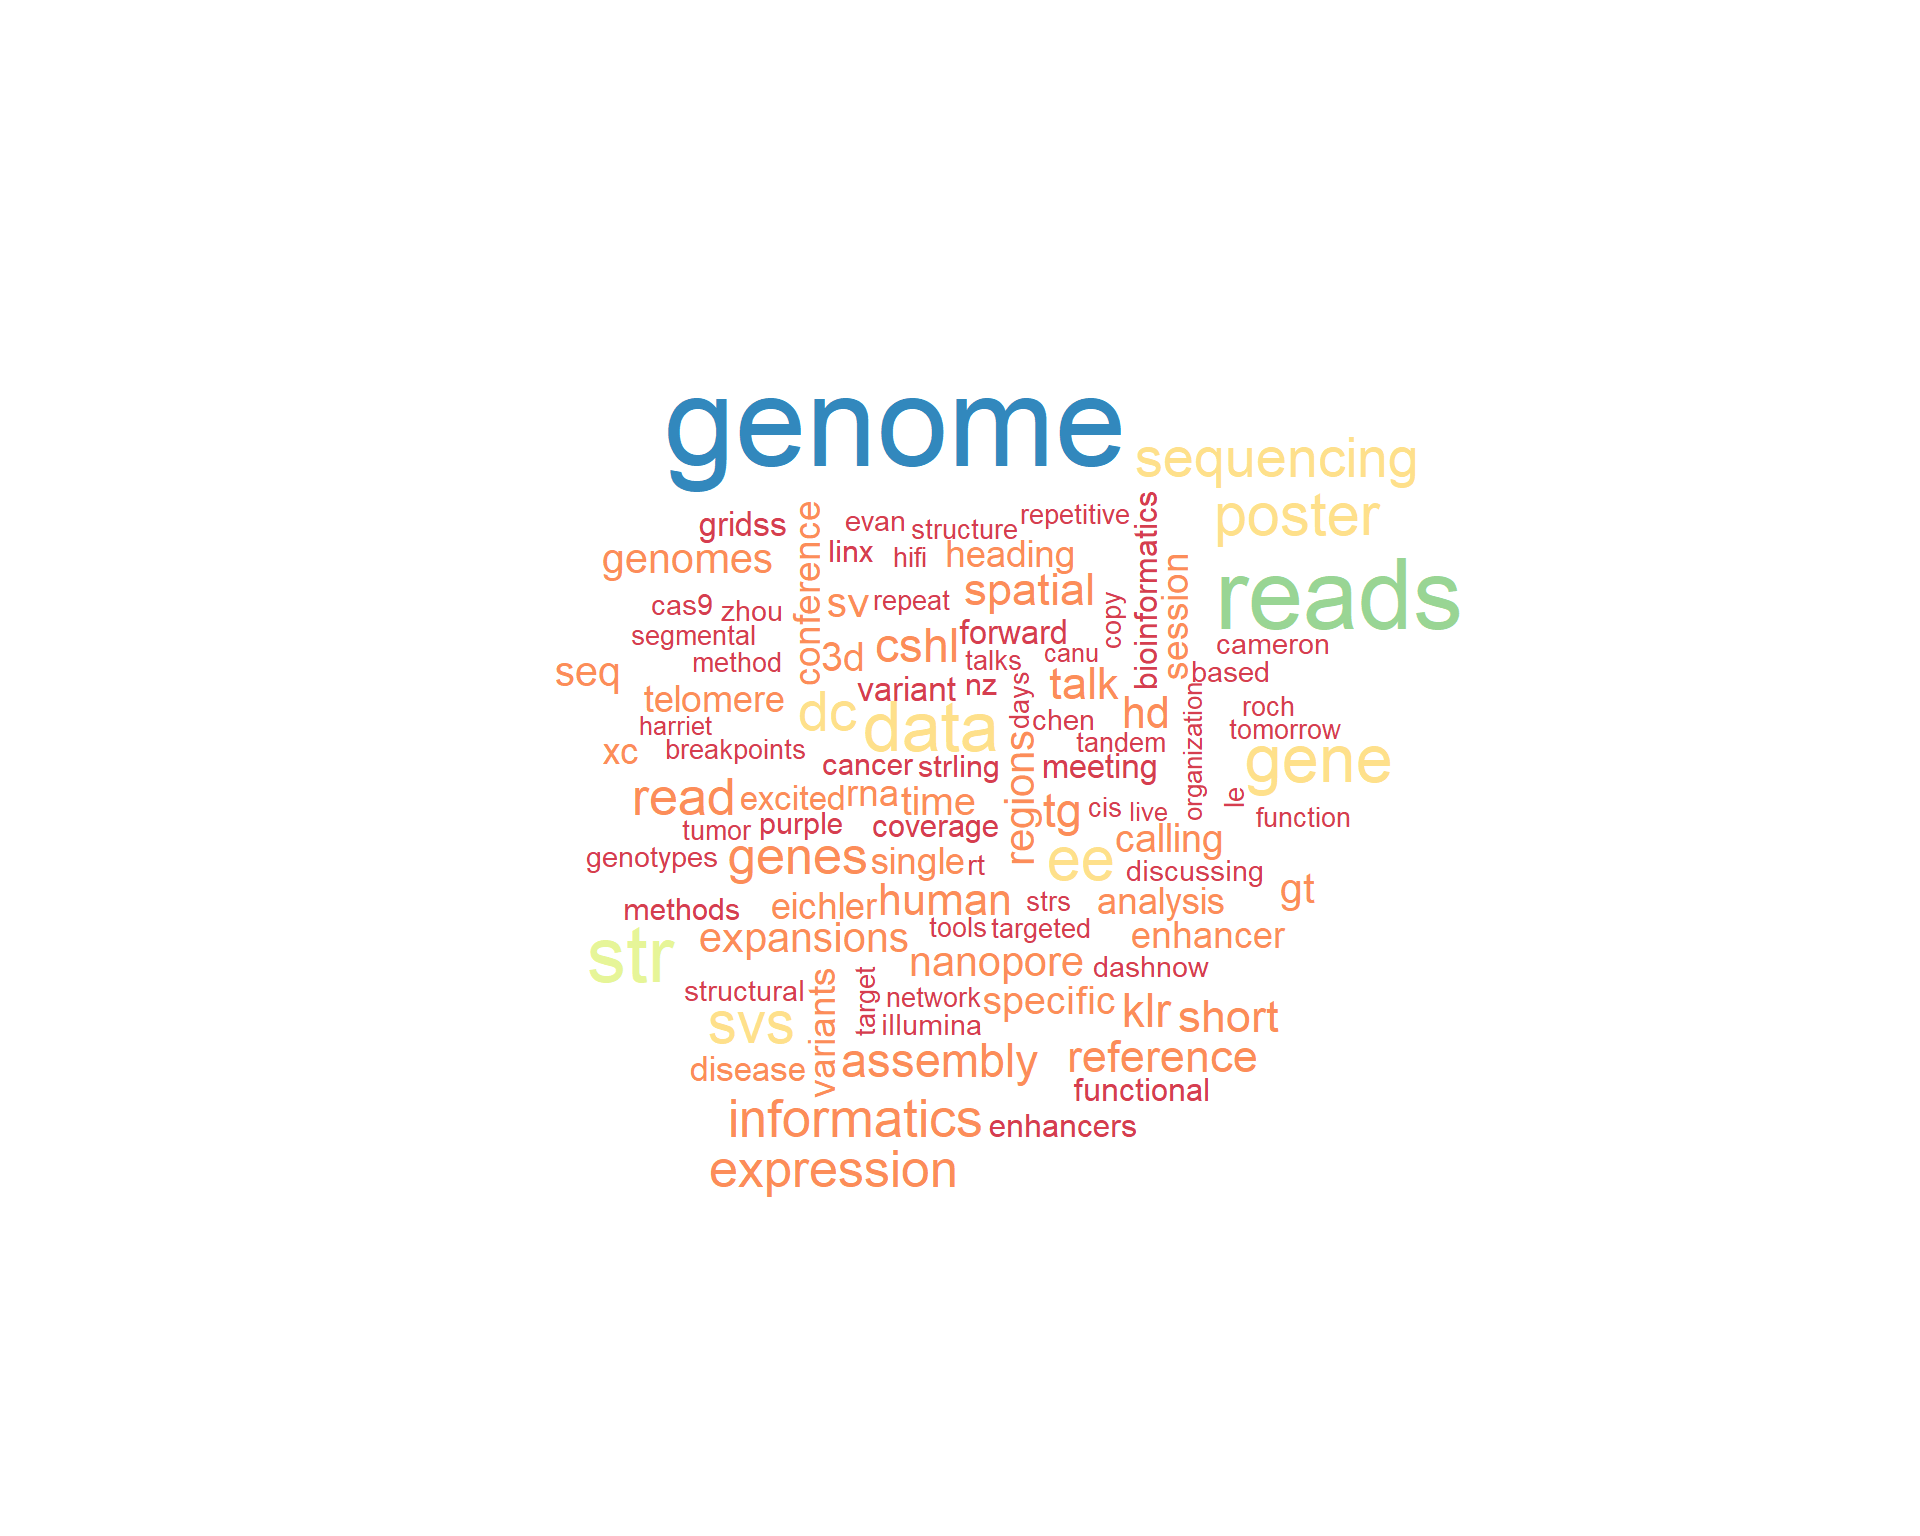 genome
sequencing
poster
gridss
conference
evan
structure
repetitive
bioinformatics
genomes
linx
hifi
heading
session
reads
cas9
zhou
sv
repeat
spatial
copy
segmental
method
3d
cshl
forward
talks
canu
cameron
seq
variant
nz
days
talk
based
telomere
dc
data
chen
hd
organization
roch
harriet
tomorrow
xc
breakpoints
regions
tandem
gene
cancer
strling
meeting
read
excited
rna
time
tg
cis
live
le
function
tumor
purple
coverage
calling
genotypes
genes
single
rt
ee
discussing
methods
eichler
human
strs
analysis
gt
str
expansions
tools
targeted
enhancer
nanopore
dashnow
structural
variants
target
network
specific
klr
short
svs
illumina
disease
assembly
reference
functional
informatics
enhancers
expression